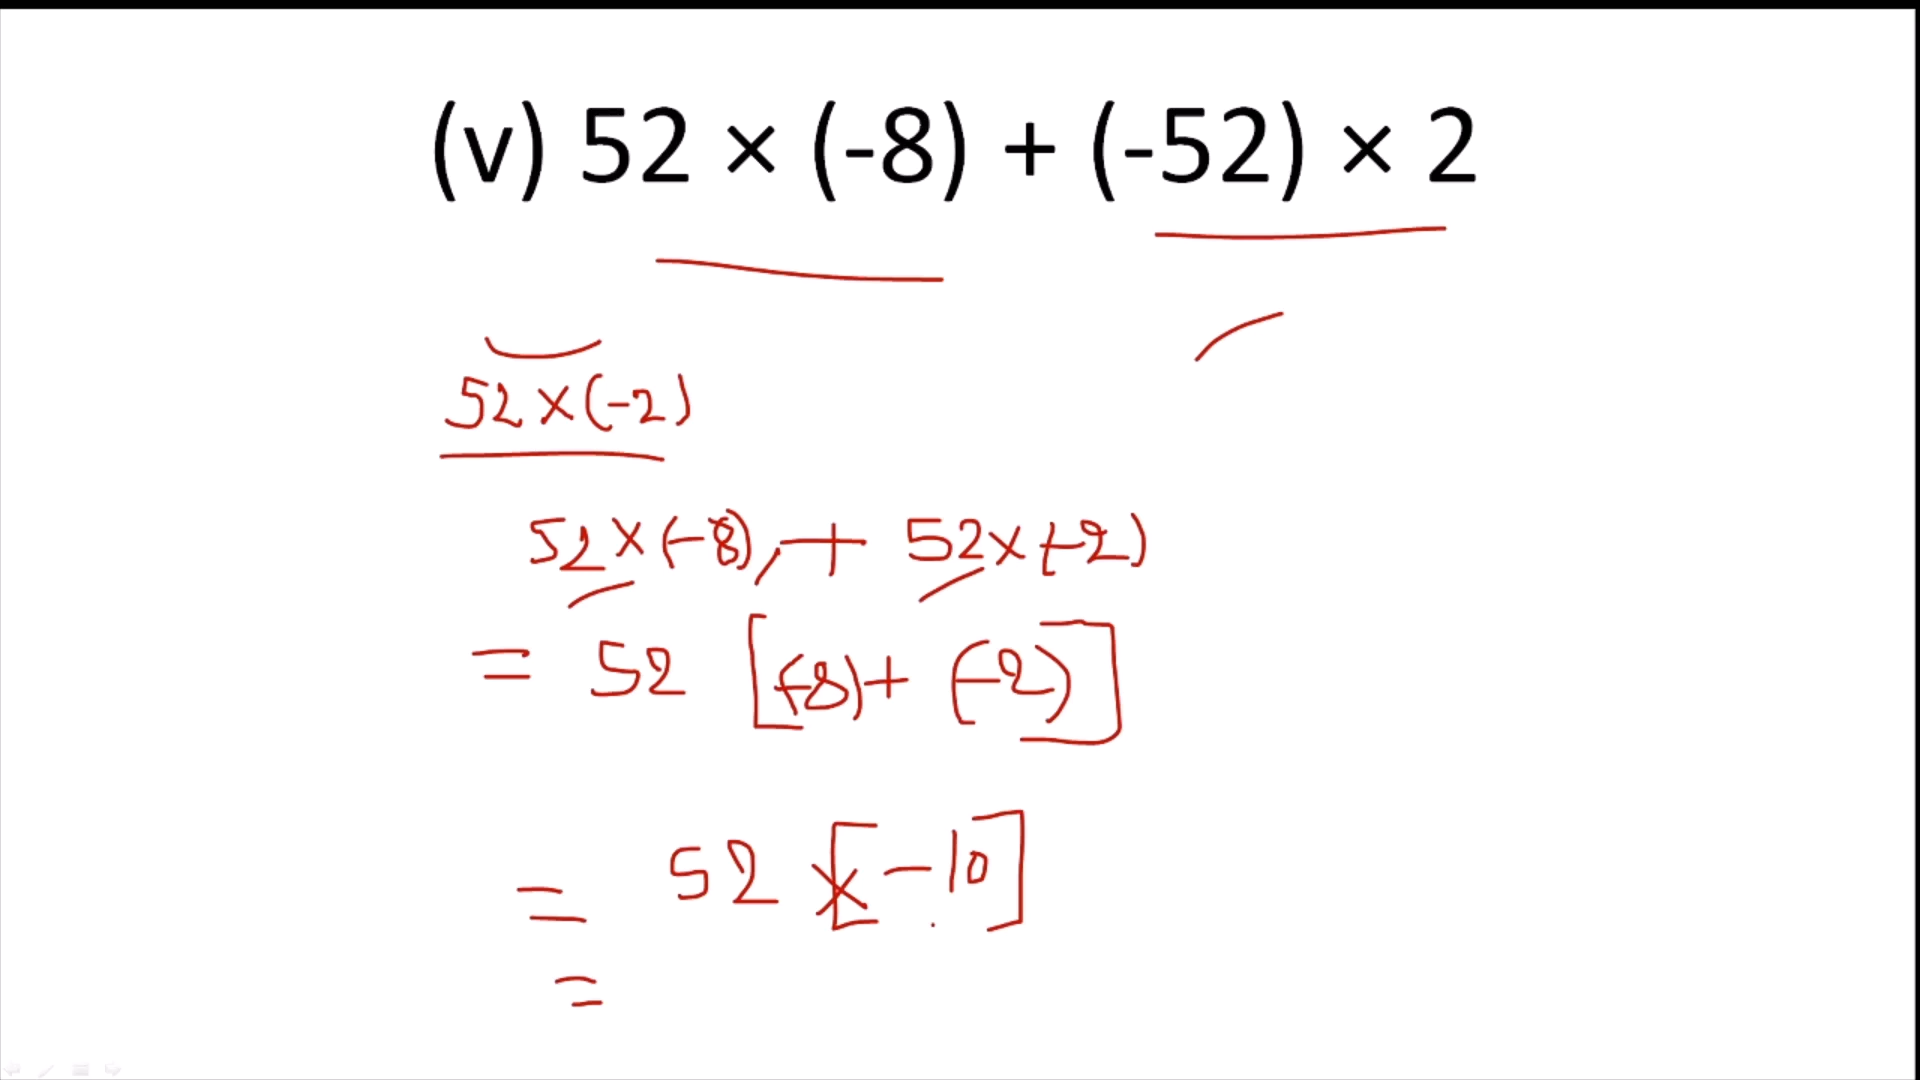 (v) 52 × (-8) + (-52) × 2
52 × (-2)
52 × (-8) + 52 × (-2)
= 52 [(-8) + (-2)]
= 52 × [-10]
=